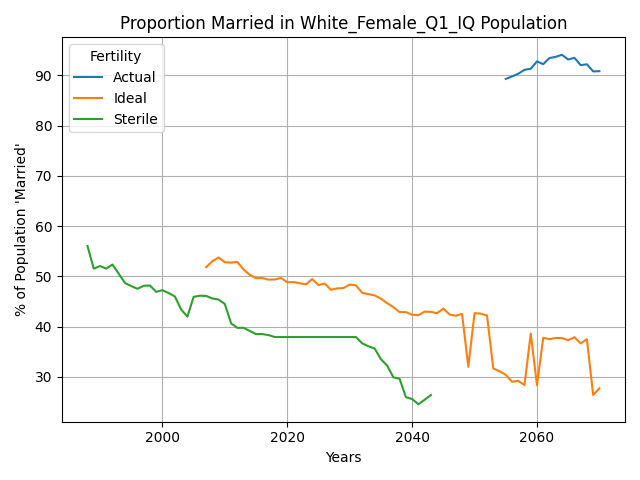 Proportion Married in White_Female_Q1_IQ Population
Fertility
Actual
Ideal
Sterile
% of Population 'Married'
90
80
70
60
50
40
30
2000
2020
2040
2060
Years